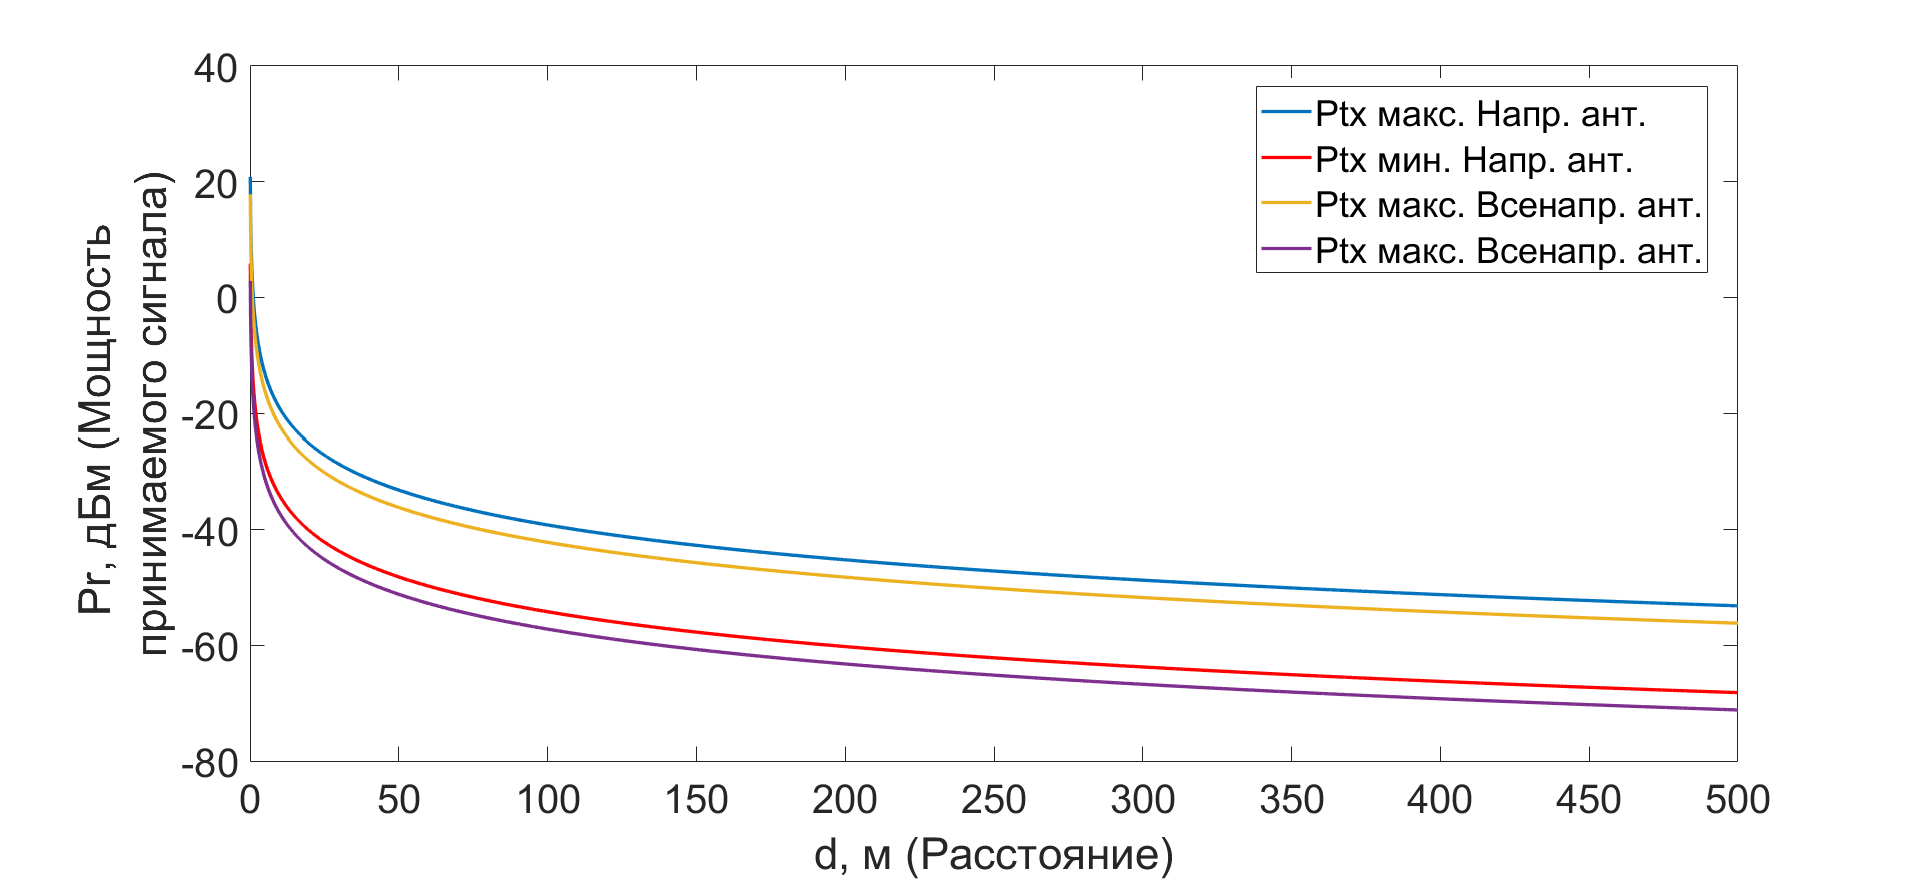 40
20
0
-20
-40
-60
-80
Pr, дБм (Мощность
принимаемого сигнала)
Ptx макс. Напр. ант.
Ptx мин. Напр. ант.
Ptx макс. Всенапр. ант.
Ptx макс. Всенапр. ант.
0 50 100 150 200 250 300 350 400 450 500
d, м (Расстояние)